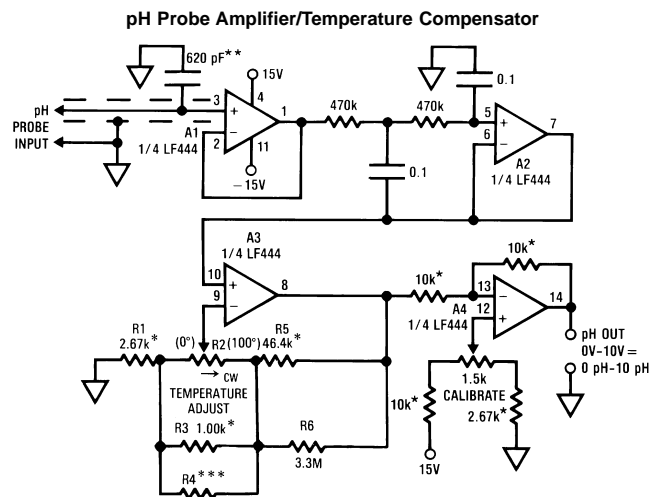 pH Probe Amplifier/Temperature Compensator
620 pF**
15V
0.1
pH
PROBE
INPUT
3
+
4
1
A1
−
2
1/4 LF444
11
−15V
470k
470k
5
+
6
−
7
A2
1/4 LF444
0.1
A3
1/4 LF444
10
+
9
−
8
10k*
10k*
13
−
12
+
14
A4
1/4 LF444
pH OUT
0V–10V =
0 pH–10 pH
R1
2.67k*
(0°)
R2
(100°)
R5
46.4k*
→ CW
TEMPERATURE
ADJUST
R3 1.00k*
R4***
R6
3.3M
10k*
15V
1.5k
CALIBRATE
2.67k*